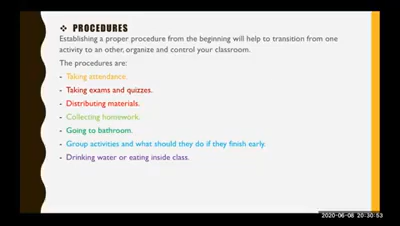 ❖ PROCEDURES
Establishing a proper procedure from the beginning will help to transition from one
activity to an other, organize and control your classroom.
The procedures are:
- Taking attendance.
- Taking exams and quizzes.
- Distributing materials.
- Collecting homework.
- Going to bathroom.
- Group activities and what should they do if they finish early.
- Drinking water or eating inside class.
2020-06-08 20:30:53